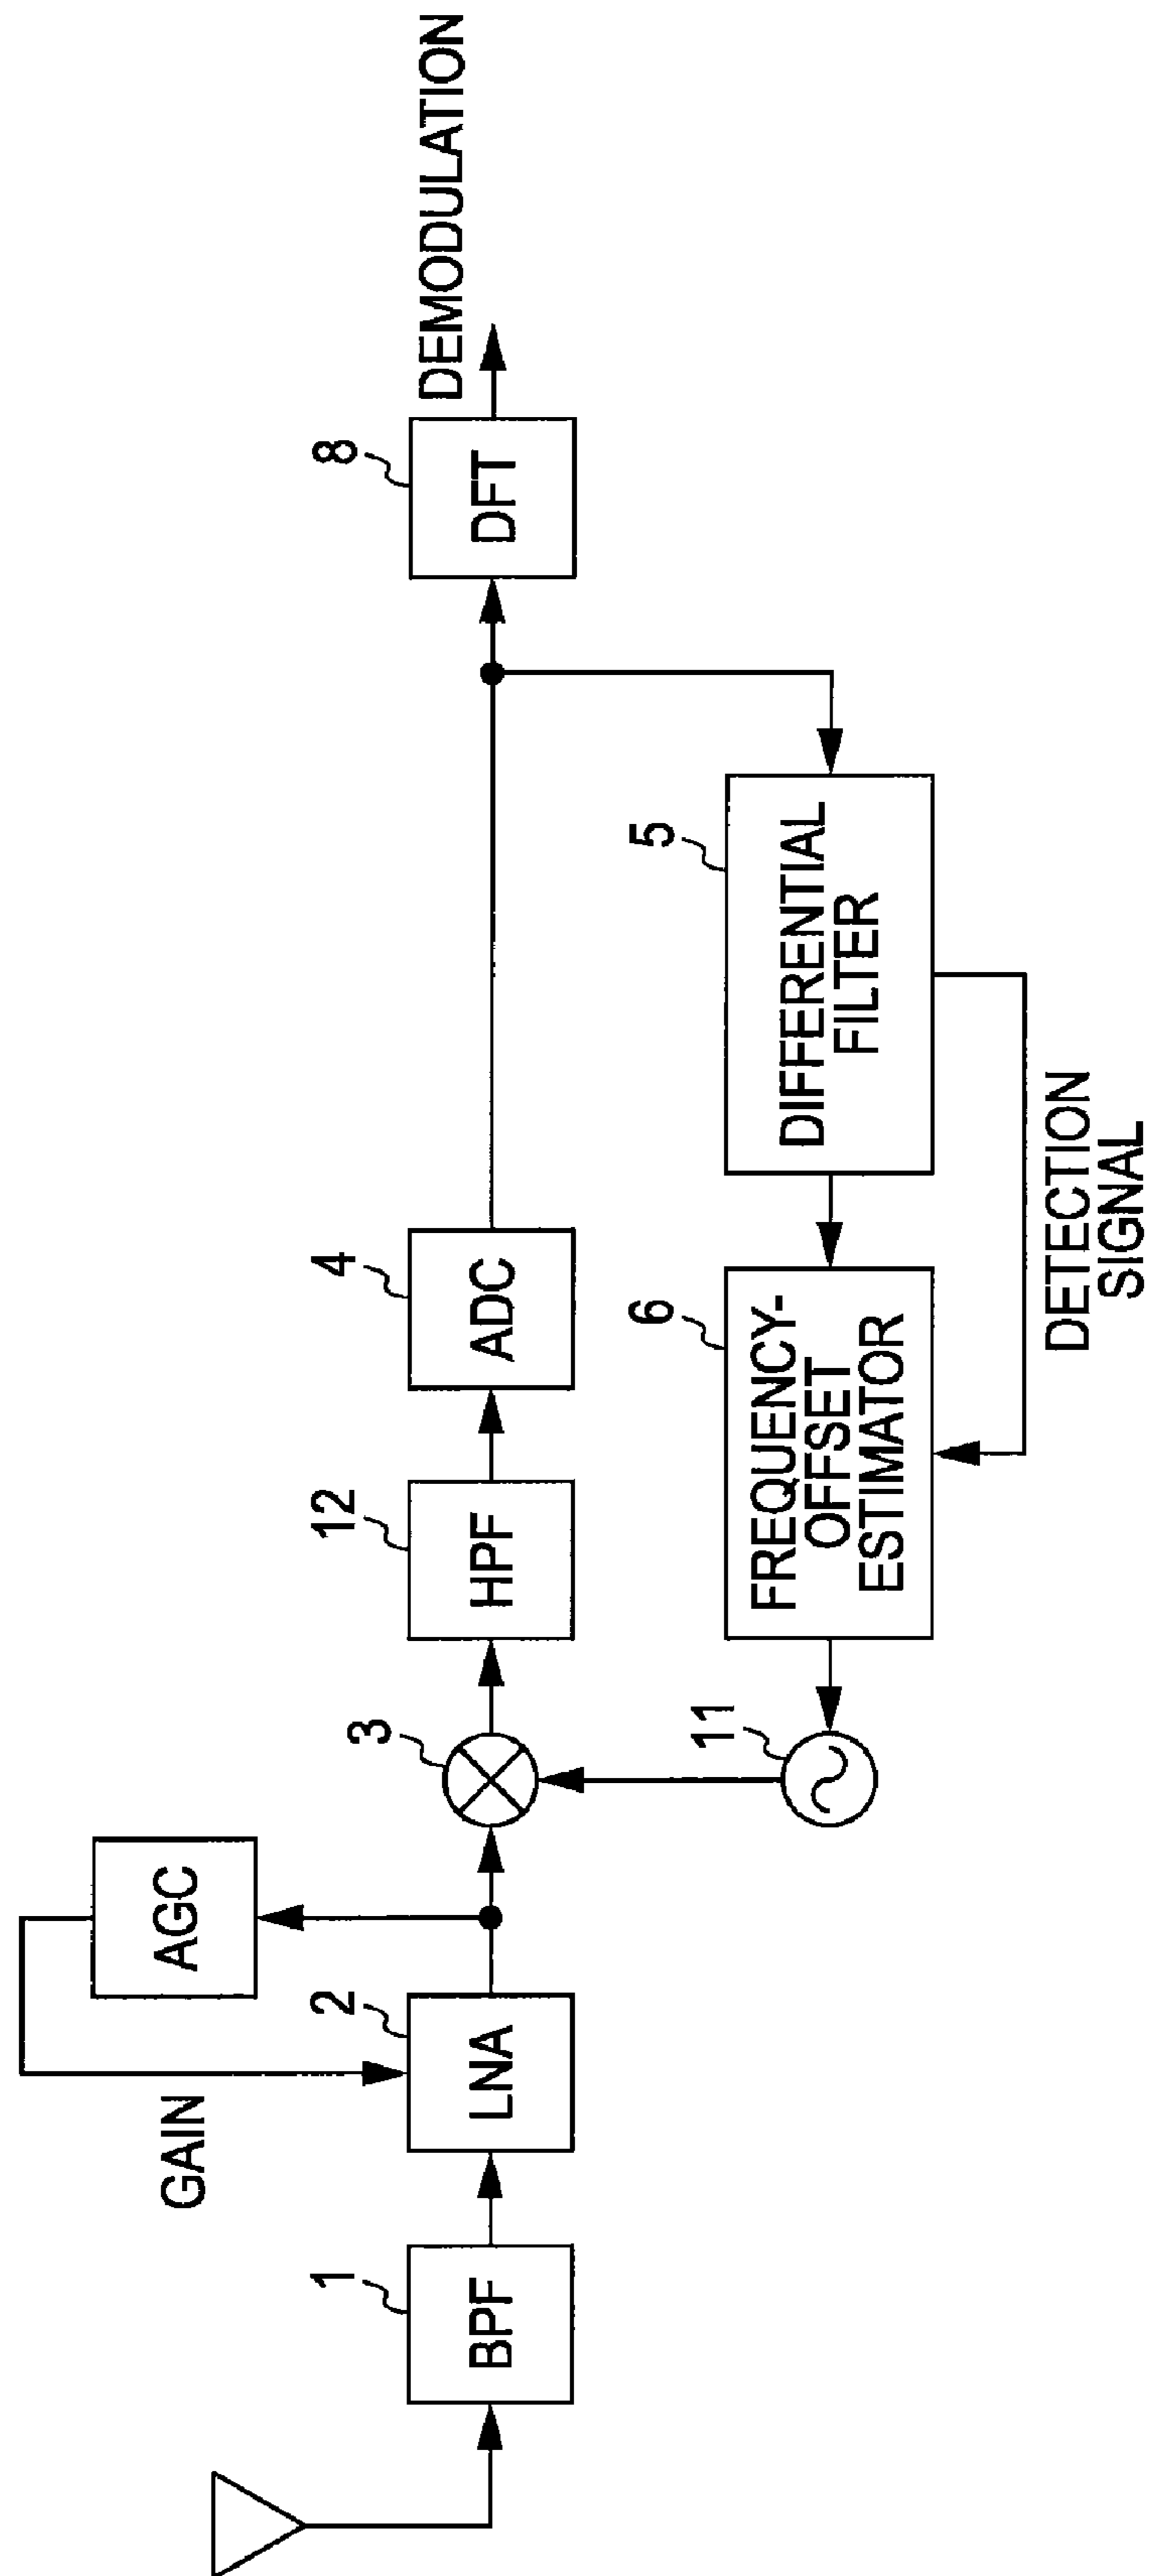 GAIN
AGC
1
BPF
2
LNA
3
12
HPF
4
ADC
8
DFT
DEMODULATION
11
6
FREQUENCY-
OFFSET
ESTIMATOR
5
DIFFERENTIAL
FILTER
DETECTION
SIGNAL